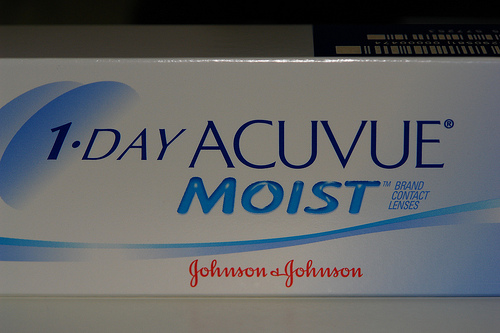 1·DAY ACUVUE®
MOIST™ BRAND
CONTACT
LENSES
Johnson & Johnson